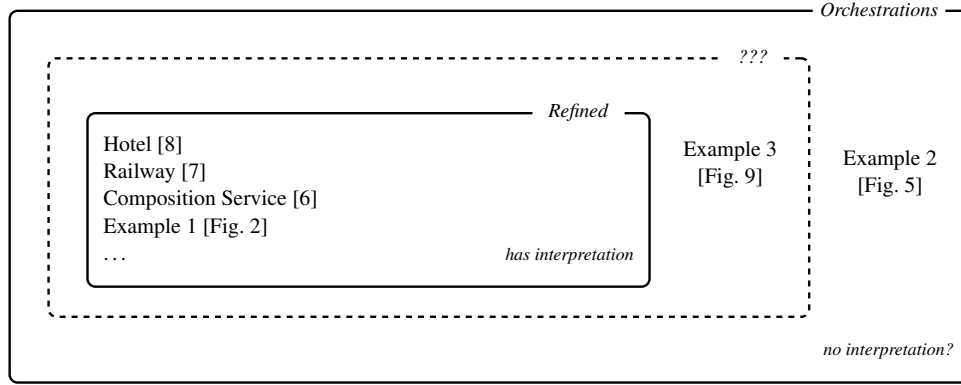 Orchestrations
???
Refined
Hotel [8]
Railway [7]
Composition Service [6]
Example 1 [Fig. 2]
...
has interpretation
Example 3
[Fig. 9]
Example 2
[Fig. 5]
no interpretation?